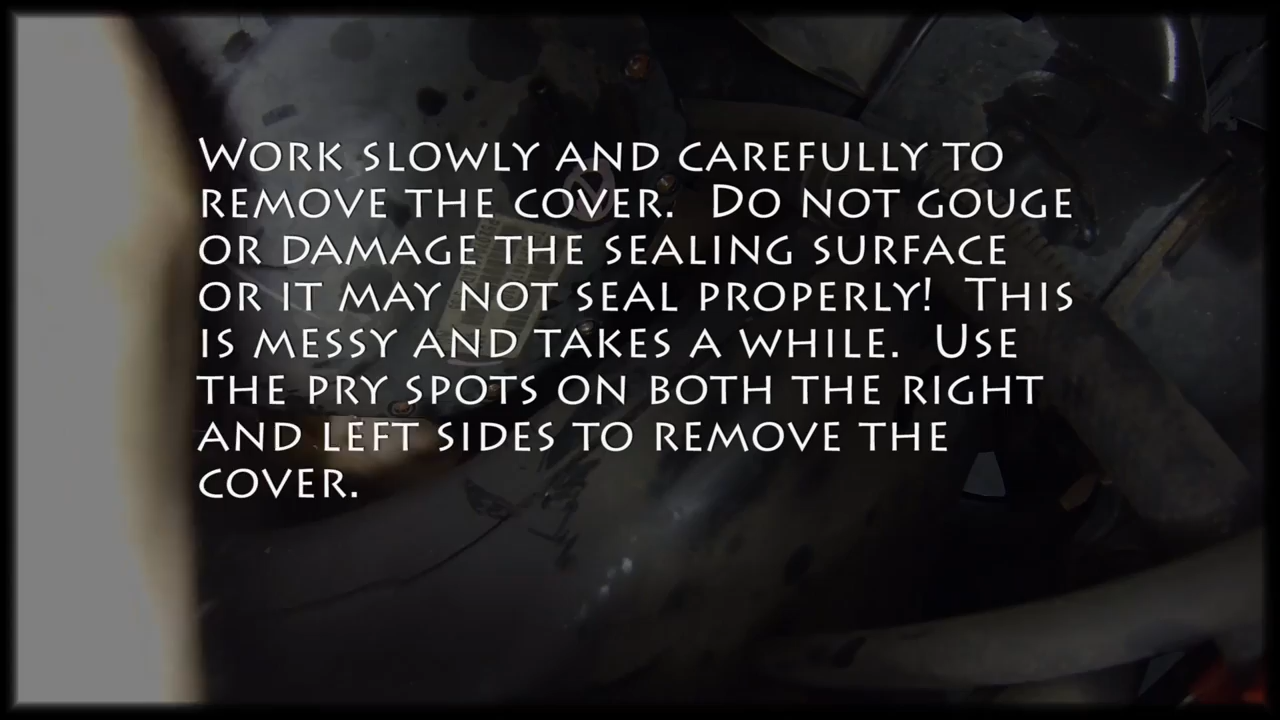 Work slowly and carefully to
remove the cover.  Do not gouge
or damage the sealing surface
or it may not seal properly!  This
is messy and takes a while.  Use
the pry spots on both the right
and left sides to remove the
cover.